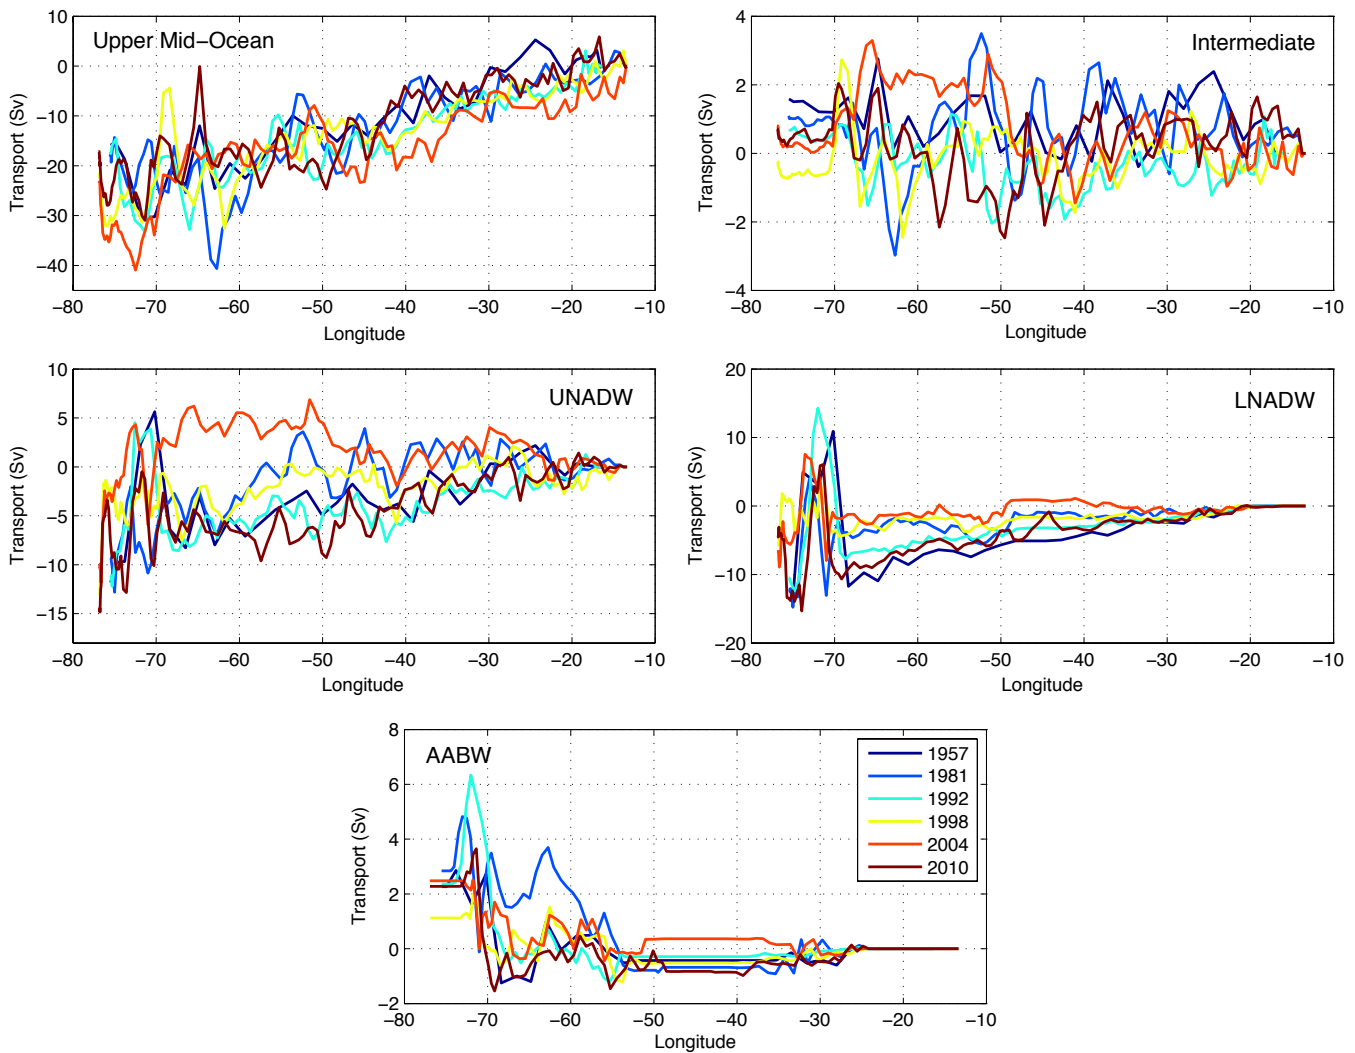 Upper Mid−Ocean
Transport (Sv)
10
0
−10
−20
−30
−40
−80 −70 −60 −50 −40 −30 −20 −10
Longitude
Intermediate
Transport (Sv)
4
2
0
−2
−4
−80 −70 −60 −50 −40 −30 −20 −10
Longitude
UNADW
Transport (Sv)
10
5
0
−5
−10
−15
−80 −70 −60 −50 −40 −30 −20 −10
Longitude
LNADW
Transport (Sv)
20
10
0
−10
−20
−80 −70 −60 −50 −40 −30 −20 −10
Longitude
AABW
Transport (Sv)
8
6
4
2
0
−2
−80 −70 −60 −50 −40 −30 −20 −10
Longitude
1957
1981
1992
1998
2004
2010